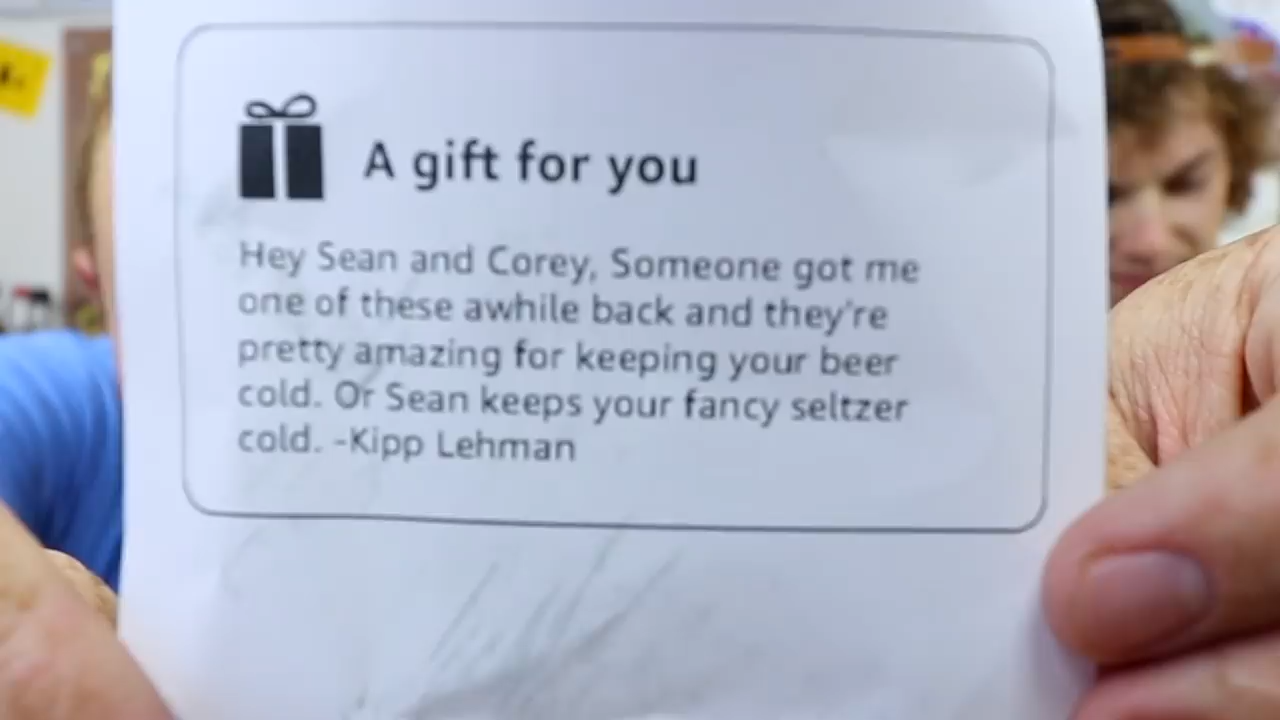 A gift for you
Hey Sean and Corey, Someone got me
one of these awhile back and they're
pretty amazing for keeping your beer
cold. Or Sean keeps your fancy seltzer
cold. -Kipp Lehman